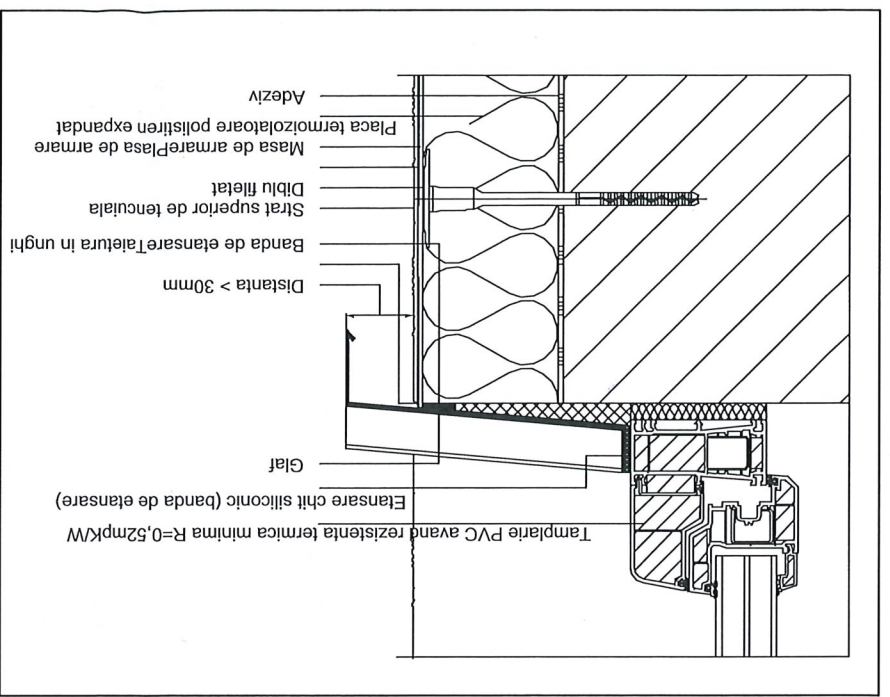 Tamplarie PVC avand rezistenta termica minima R=0,52mpK/W
Etansare chit siliconic (banda de etansare)
Glaf
Distanta > 30mm
Banda de etansareTaietura in unghi
Strat superior de tencuiala
Diblu filetat
Masa de armarePlasa de armare
Placa termoizolatoare polistiren expandat
Adeziv